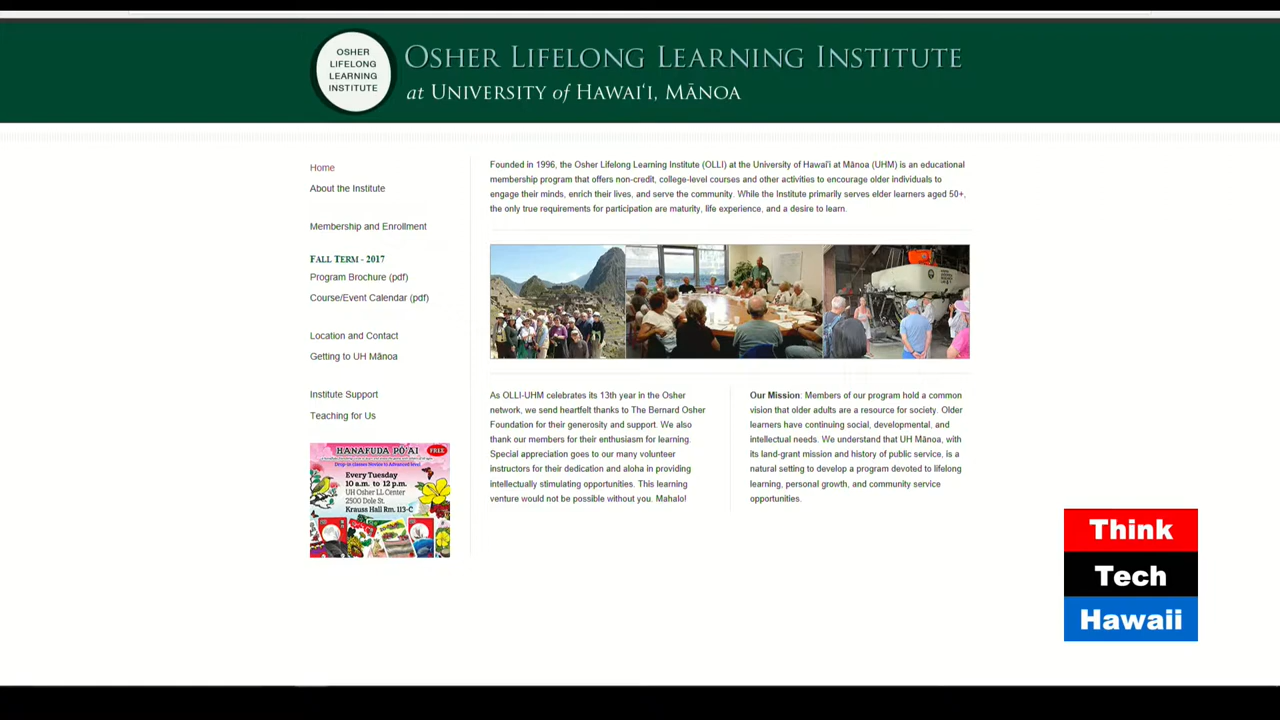 OSHER
LIFELONG
LEARNING
INSTITUTE
OSHER LIFELONG LEARNING INSTITUTE
at UNIVERSITY of HAWAIʻI, MĀNOA
Home
About the Institute
Membership and Enrollment
FALL TERM - 2017
Program Brochure (pdf)
Course/Event Calendar (pdf)
Location and Contact
Getting to UH Mānoa
Institute Support
Teaching for Us
HANAFUDA PŌʻAI
FREE
Drop-in classes Novice to Advanced level
Every Tuesday
10 a.m. to 12 p.m.
UH Osher LL Center
2500 Dole St.
Krauss Hall Rm. 113-C
Founded in 1996, the Osher Lifelong Learning Institute (OLLI) at the University of Hawai'i at Mānoa (UHM) is an educational
membership program that offers non-credit, college-level courses and other activities to encourage older individuals to
engage their minds, enrich their lives, and serve the community. While the Institute primarily serves elder learners aged 50+,
the only true requirements for participation are maturity, life experience, and a desire to learn.
As OLLI-UHM celebrates its 13th year in the Osher
network, we send heartfelt thanks to The Bernard Osher
Foundation for their generosity and support. We also
thank our members for their enthusiasm for learning.
Special appreciation goes to our many volunteer
instructors for their dedication and aloha in providing
intellectually stimulating opportunities. This learning
venture would not be possible without you. Mahalo!
Our Mission: Members of our program hold a common
vision that older adults are a resource for society. Older
learners have continuing social, developmental, and
intellectual needs. We understand that UH Mānoa, with
its land-grant mission and history of public service, is a
natural setting to develop a program devoted to lifelong
learning, personal growth, and community service
opportunities.
Think
Tech
Hawaii